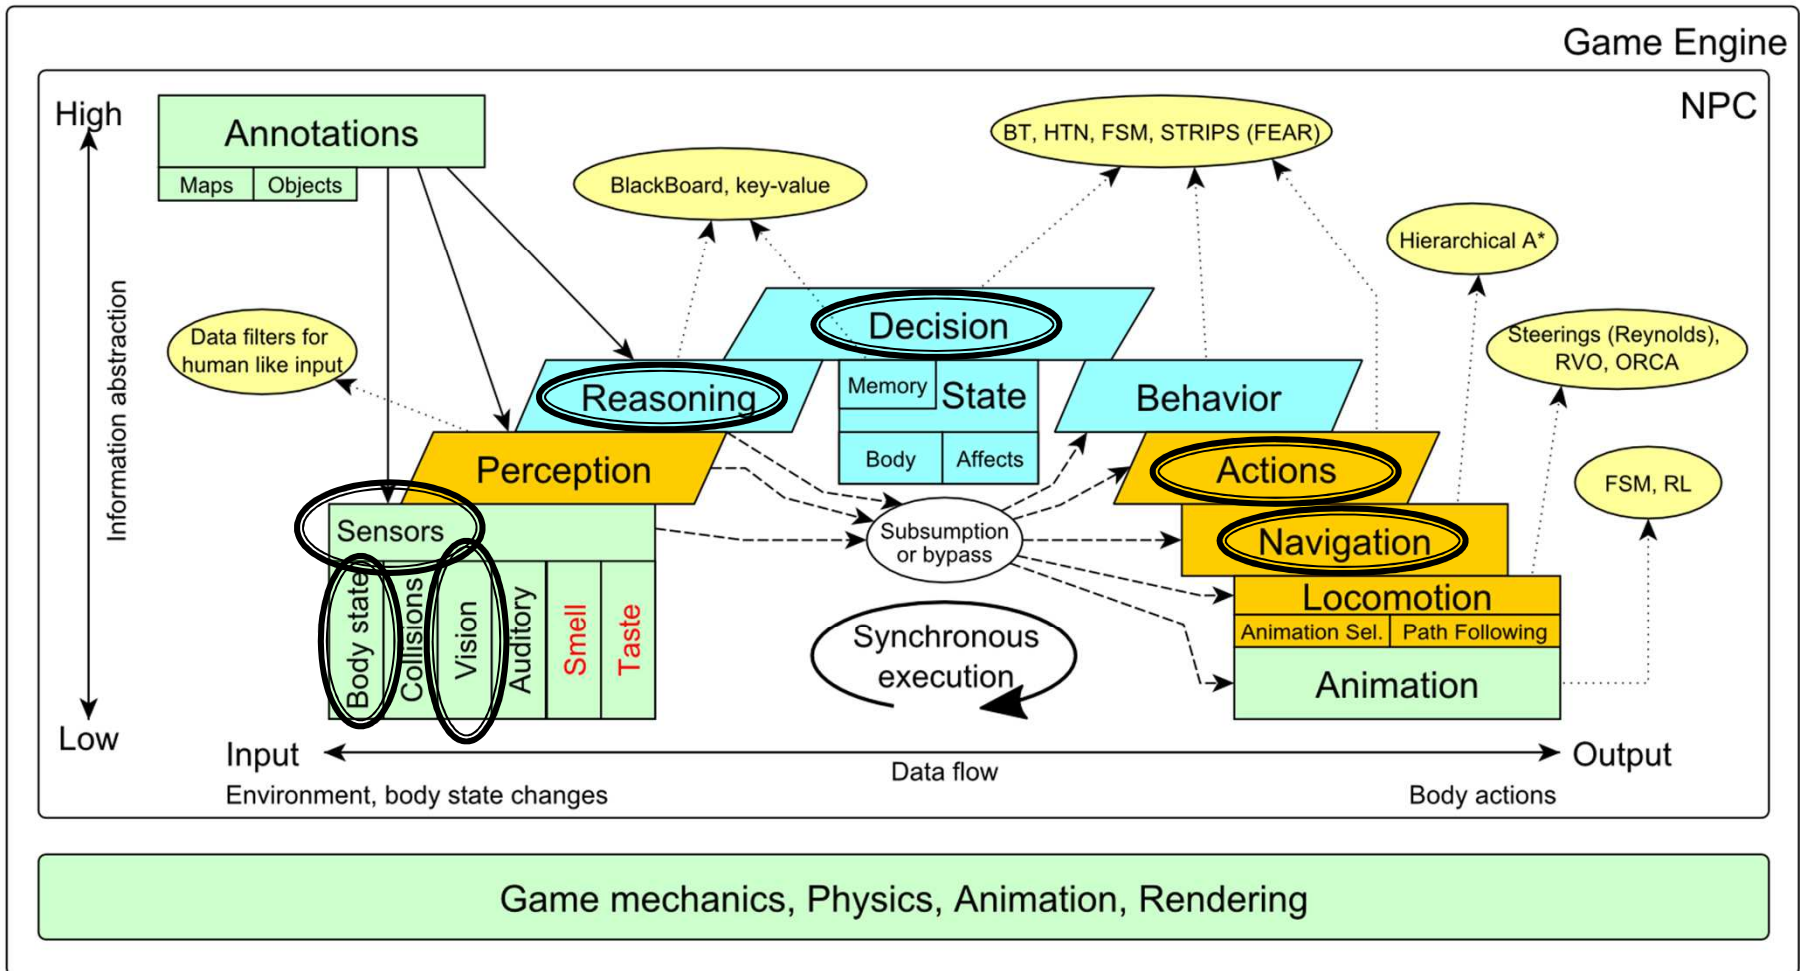 Game Engine
NPC
High
Annotations
Maps
Objects
BlackBoard, key-value
BT, HTN, FSM, STRIPS (FEAR)
Hierarchical A*
Information abstraction
Data filters for
human like input
Decision
Steerings (Reynolds),
RVO, ORCA
Reasoning
Memory
State
Behavior
Body
Affects
Perception
Actions
FSM, RL
Sensors
Subsumption
or bypass
Navigation
Body state
Collisions
Vision
Auditory
Smell
Taste
Locomotion
Animation Sel.
Path Following
Synchronous
execution
Animation
Low
Input
Data flow
Output
Environment, body state changes
Body actions
Game mechanics, Physics, Animation, Rendering